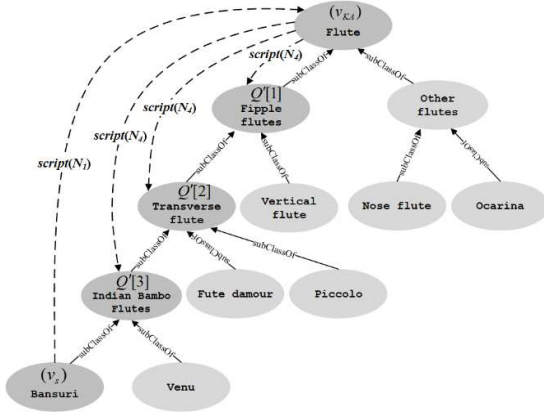 (v_KA)
Flute
script(N_4)
subClassOf
subClassOf
Q'[1]
Fipple
flutes
Other
flutes
script(N_4)
script(N_4)
script(N_1)
subClassOf
subClassOf
subClassOf
subClassOf
Q'[2]
Transverse
flute
Vertical
flute
Nose flute
Ocarina
subClassOf
subClassOf
subClassOf
Q'[3]
Indian Bambo
Flutes
Fute damour
Piccolo
subClassOf
subClassOf
(v_s)
Bansuri
Venu